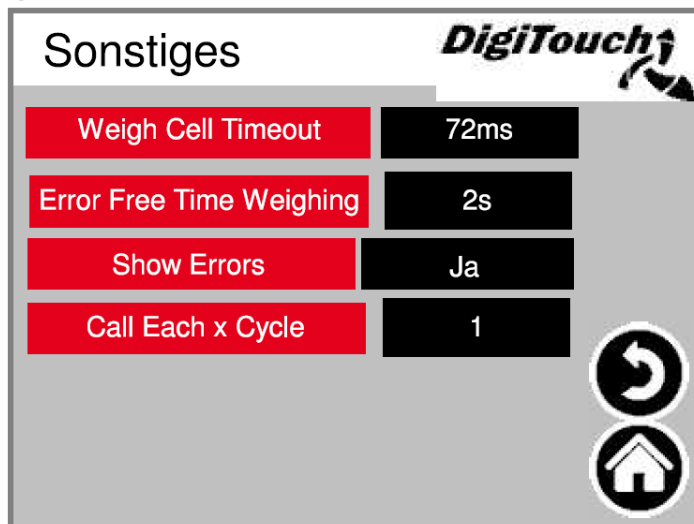 Sonstiges
DigiTouch
Weigh Cell Timeout 72ms
Error Free Time Weighing 2s
Show Errors Ja
Call Each x Cycle 1